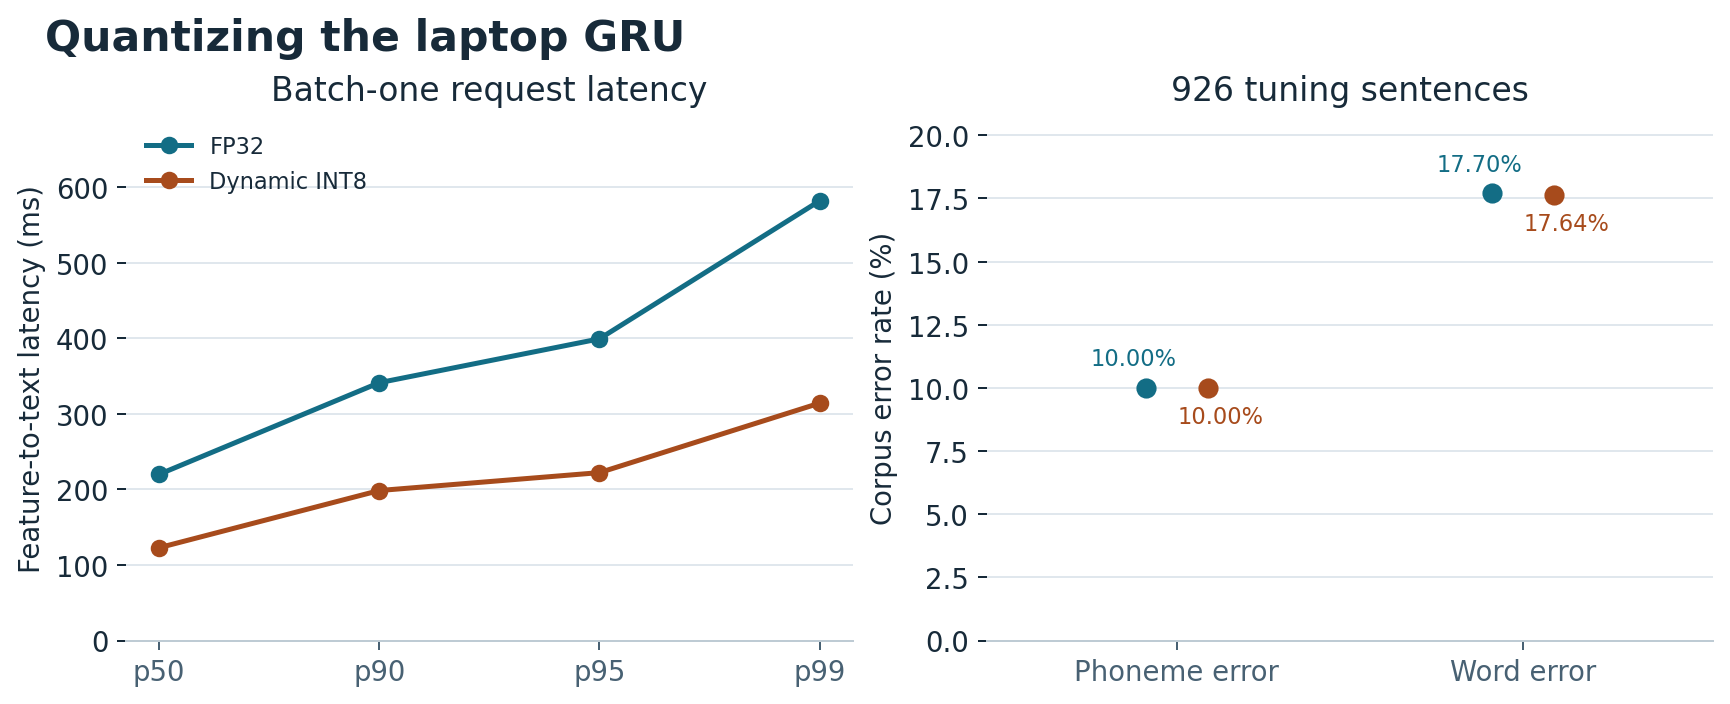 Quantizing the laptop GRU
Batch-one request latency
FP32
Dynamic INT8
Feature-to-text latency (ms)
600
500
400
300
200
100
0
p50
p90
p95
p99
926 tuning sentences
Corpus error rate (%)
20.0
17.5
15.0
12.5
10.0
7.5
5.0
2.5
0.0
17.70%
17.64%
10.00%
10.00%
Phoneme error
Word error